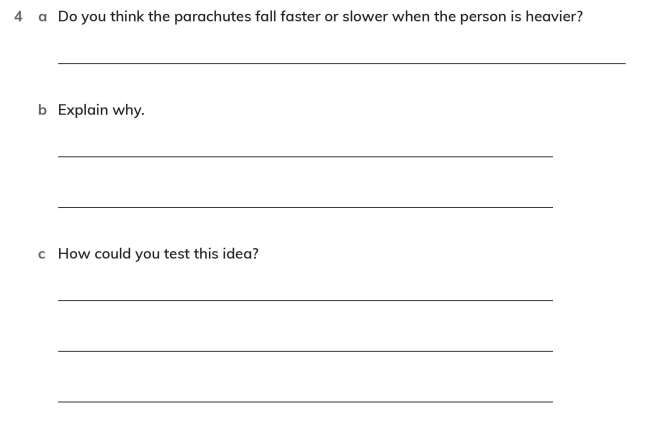 4 a Do you think the parachutes fall faster or slower when the person is heavier?
b Explain why.
c How could you test this idea?